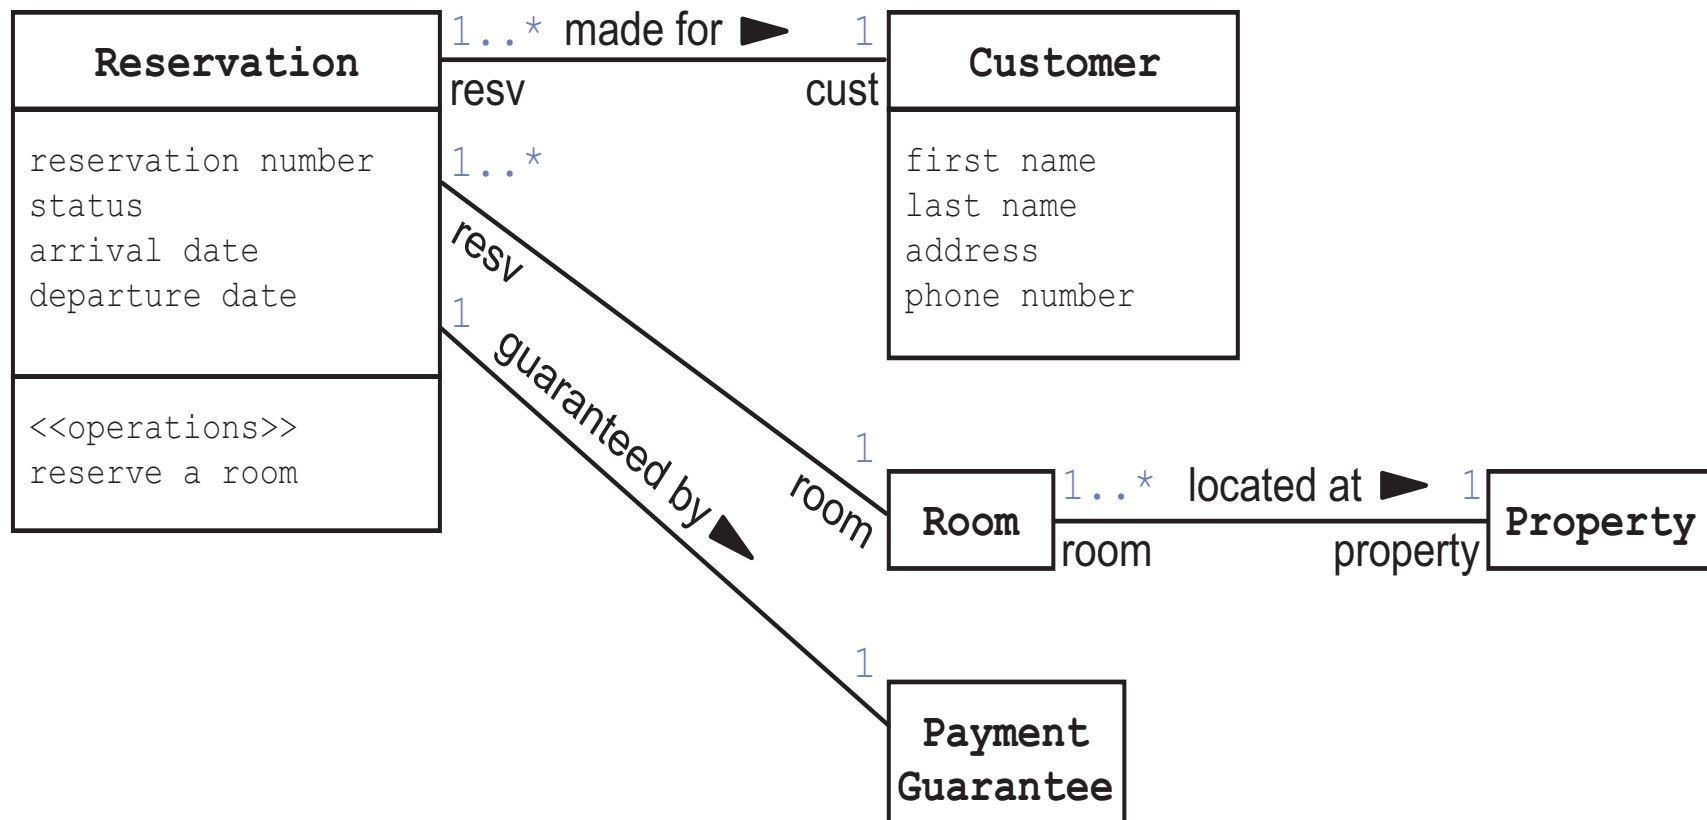 Reservation
reservation number
status
arrival date
departure date
<<operations>>
reserve a room
1..* made for ► 1
resv cust
Customer
first name
last name
address
phone number
1..*
resv
1
room
1
guaranteed by ►
1
Room
1..* located at ► 1
room property
Property
Payment
Guarantee